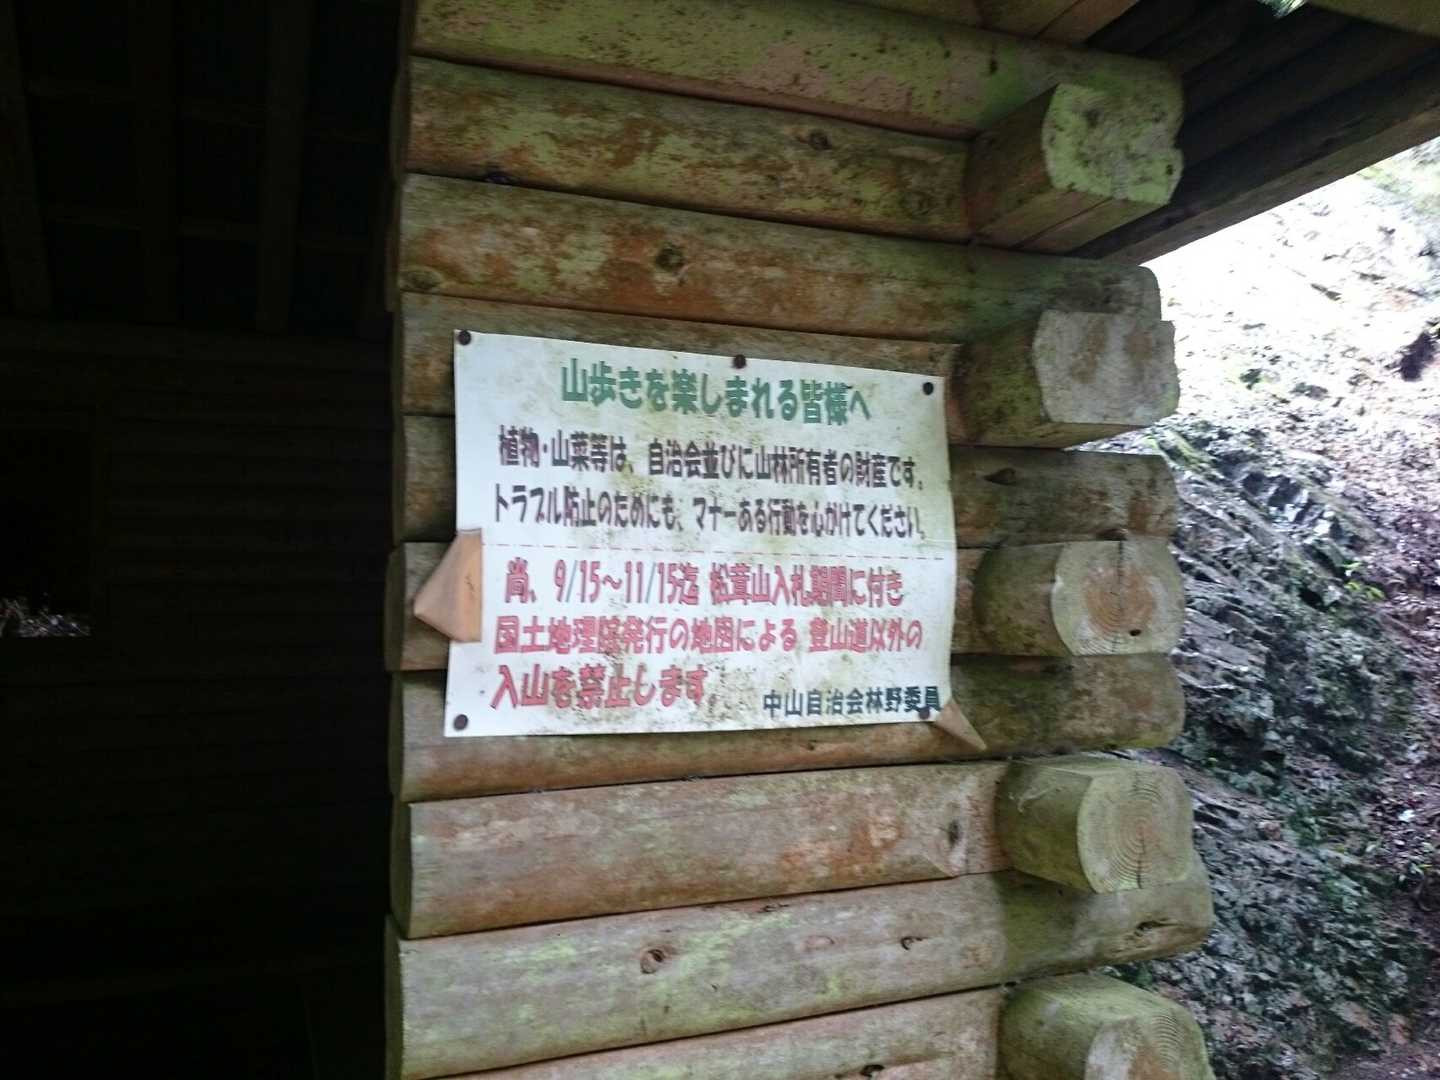 山歩きを楽しまれる皆様へ
植物・山菜等は、自治会並びに山林所有者の財産です。
トラブル防止のためにも、マナーある行動を心がけてください。
尚、9/15～11/15迄 松茸山入札期間に付き
国土地理院発行の地図による 登山道以外の
入山を禁止します。
中山自治会林野委員